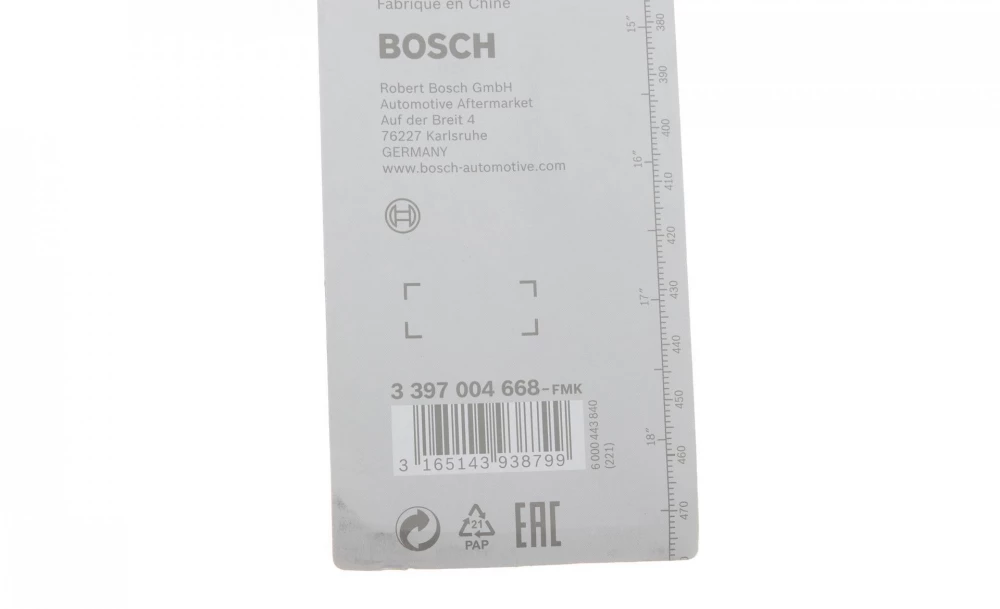 Fabriqué en Chine
BOSCH
Robert Bosch GmbH
Automotive Aftermarket
Auf der Breit 4
76227 Karlsruhe
GERMANY
www.bosch-automotive.com
3 397 004 668-FMK
3 165143 938799
6 000 443 840
(221)
21
PAP
EAC
15"
380
390
400
16"
410
420
17"
430
440
450
18"
460
470